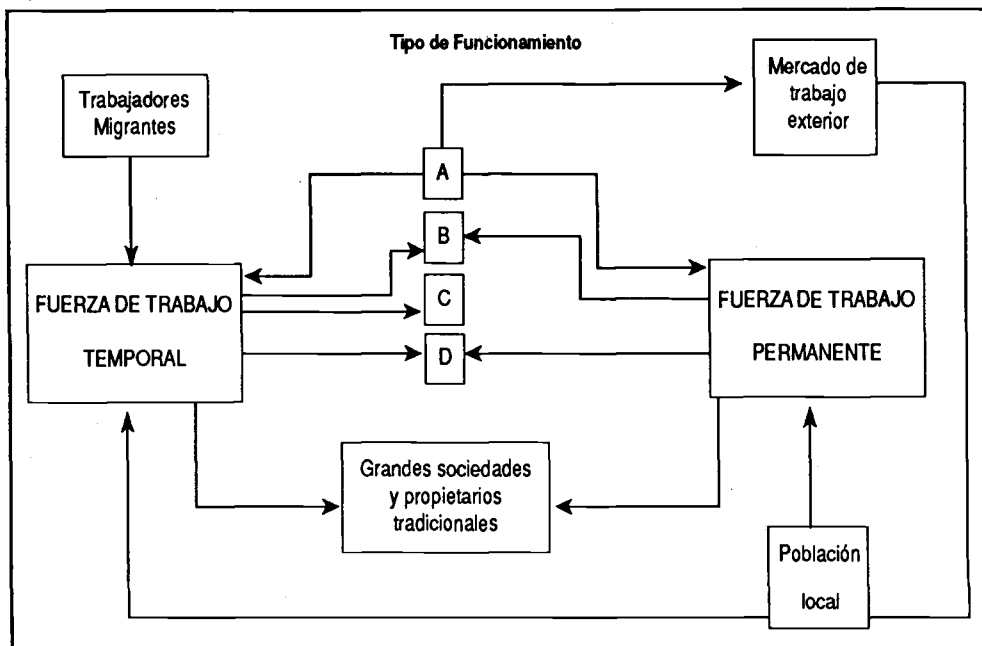 Tipo de Funcionamiento
Trabajadores
Migrantes
Mercado de
trabajo
exterior
A
B
C
D
FUERZA DE TRABAJO
TEMPORAL
FUERZA DE TRABAJO
PERMANENTE
Grandes sociedades
y propietarios
tradicionales
Población
local